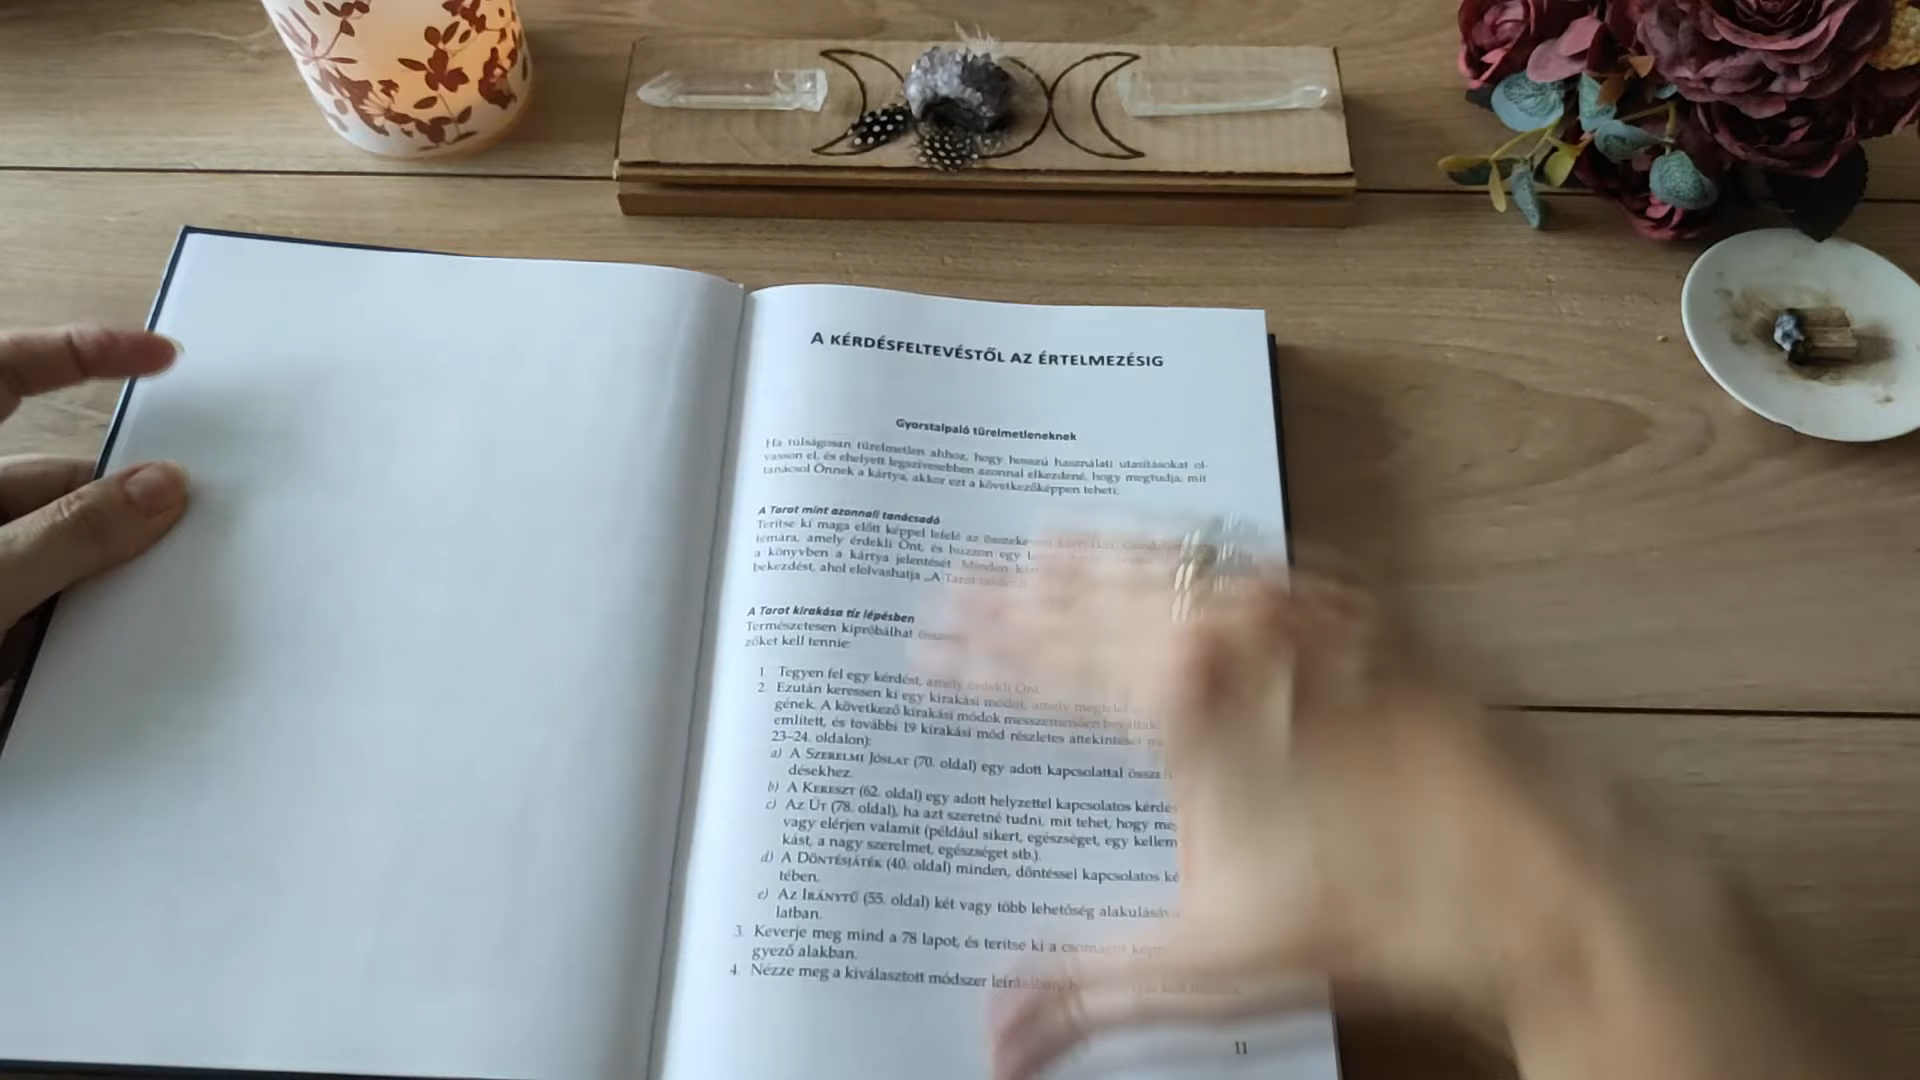 A KÉRDÉSFELTEVÉSTŐL AZ ÉRTELMEZÉSIG
Gyorstalpaló türelmetleneknek
Ha túlságosan türelmetlen ahhoz, hogy hosszú használati utasításokat ol-
vasson el, és ehelyett legszívesebben azonnal elkezdené, hogy megtudja, mit
tanácsol Önnek a kártya, akkor ezt a következőképpen teheti:
A Tarot mint azonnali tanácsadó
Terítse ki maga előtt képpel lefelé az
témára, amely érdekli Önt, és húzzon egy
a könyvben a kártya jelentését. Minden
bekezdést, ahol elolvashatja „A Tarot
A Tarot kirakása tíz lépésben
Természetesen kipróbálhat
zőket kell tennie:
1. Tegyen fel egy kérdést, amely érdekli Önt.
2. Ezután keressen ki egy kirakási módot, amely
gének. A következő kirakási módok messzemenően beváltak
említett, és további 19 kirakási mód részletes áttekintését
23–24. oldalon):
a) A SZERELMI JÓSLAT (70. oldal) egy adott kapcsolattal
désekhez.
b) A KERESZT (62. oldal) egy adott helyzettel kapcsolatos
c) Az ÚT (78. oldal), ha azt szeretné tudni, mit tehet, hogy
vagy elérjen valamit (például sikert, egészséget, egy
kást, a nagy szerelmet, egészséget stb.).
d) A DÖNTÉSJÁTÉK (40. oldal) minden, döntéssel kapcsolatos
tében.
e) Az IRÁNYTŰ (55. oldal) két vagy több lehetőség
latban.
3. Keverje meg mind a 78 lapot, és terítse ki a csomagot
gyező alakban.
4. Nézze meg a kiválasztott módszer
11